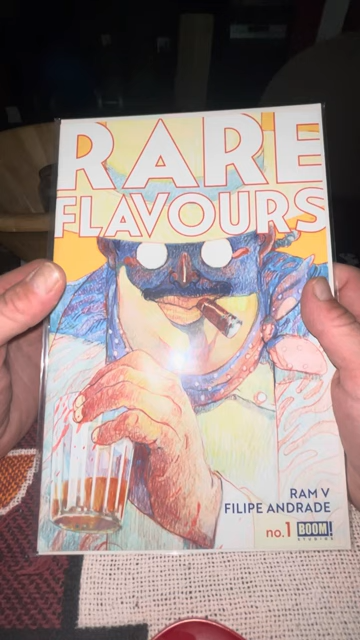 RARE
FLAVOURS
RAM V
FILIPE ANDRADE
no.1 BOOM!
STUDIOS